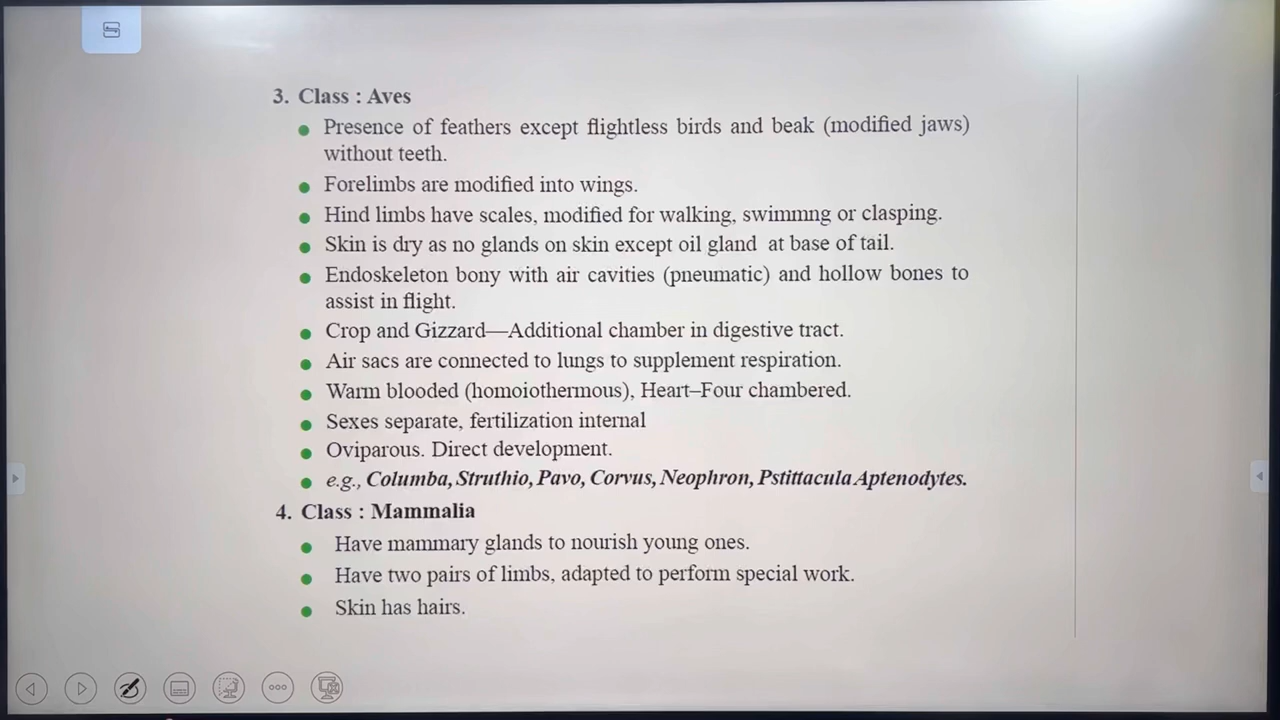 3. Class : Aves
Presence of feathers except flightless birds and beak (modified jaws)
without teeth.
Forelimbs are modified into wings.
Hind limbs have scales, modified for walking, swimmng or clasping.
Skin is dry as no glands on skin except oil gland at base of tail.
Endoskeleton bony with air cavities (pneumatic) and hollow bones to
assist in flight.
Crop and Gizzard—Additional chamber in digestive tract.
Air sacs are connected to lungs to supplement respiration.
Warm blooded (homoiothermous), Heart–Four chambered.
Sexes separate, fertilization internal
Oviparous. Direct development.
e.g., Columba, Struthio, Pavo, Corvus, Neophron, Pstittacula Aptenodytes.
4. Class : Mammalia
Have mammary glands to nourish young ones.
Have two pairs of limbs, adapted to perform special work.
Skin has hairs.